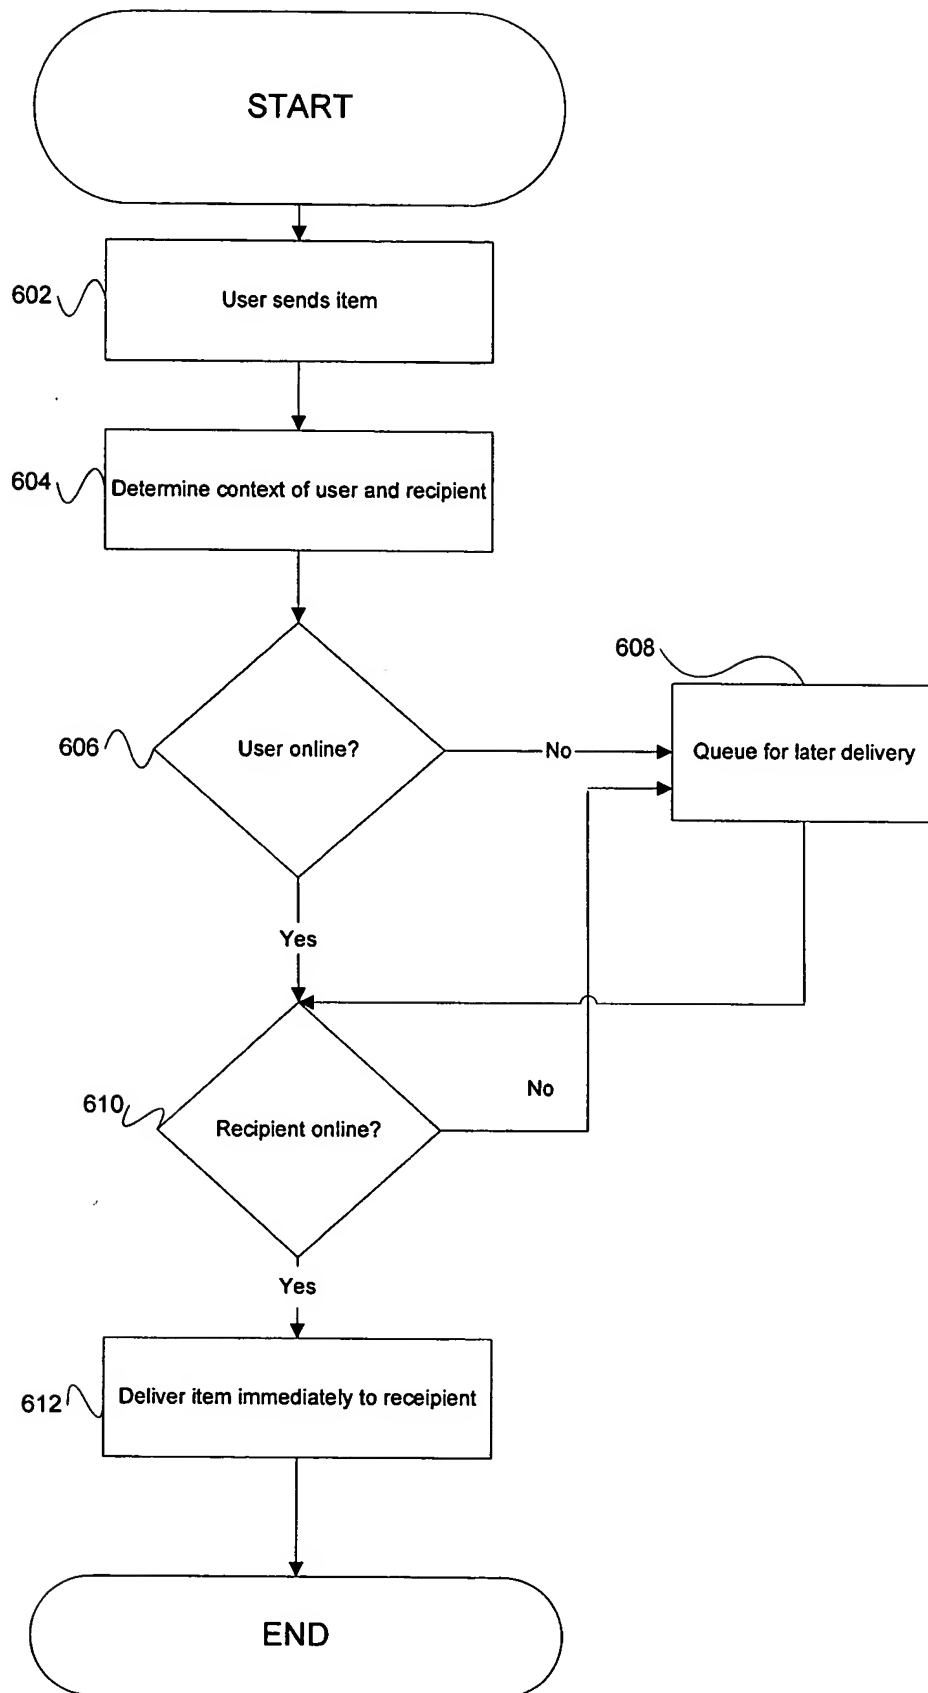 START
602
User sends item
604
Determine context of user and recipient
608
606
User online?
No
Queue for later delivery
Yes
No
610
Recipient online?
Yes
612
Deliver item immediately to receipient
END